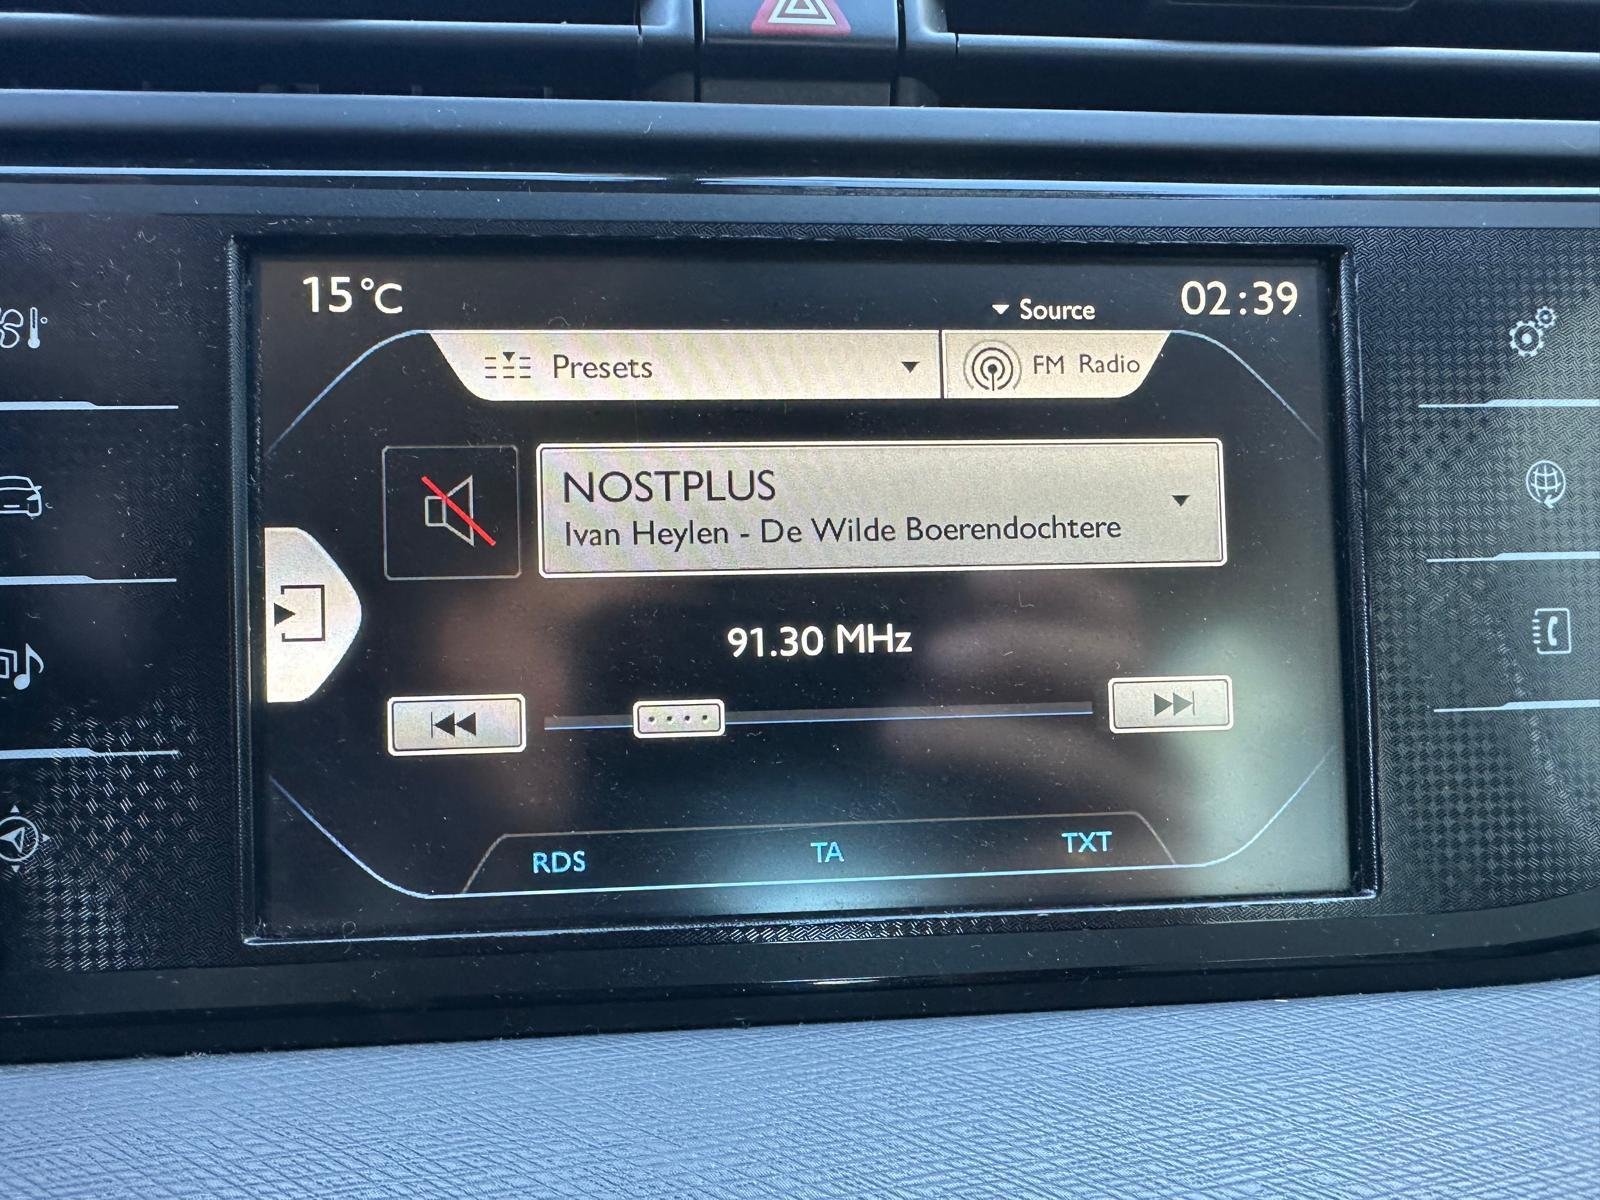 15°C
Source
02:39
Presets
FM Radio
NOSTPLUS
Ivan Heylen - De Wilde Boerendochtere
91.30 MHz
RDS
TA
TXT